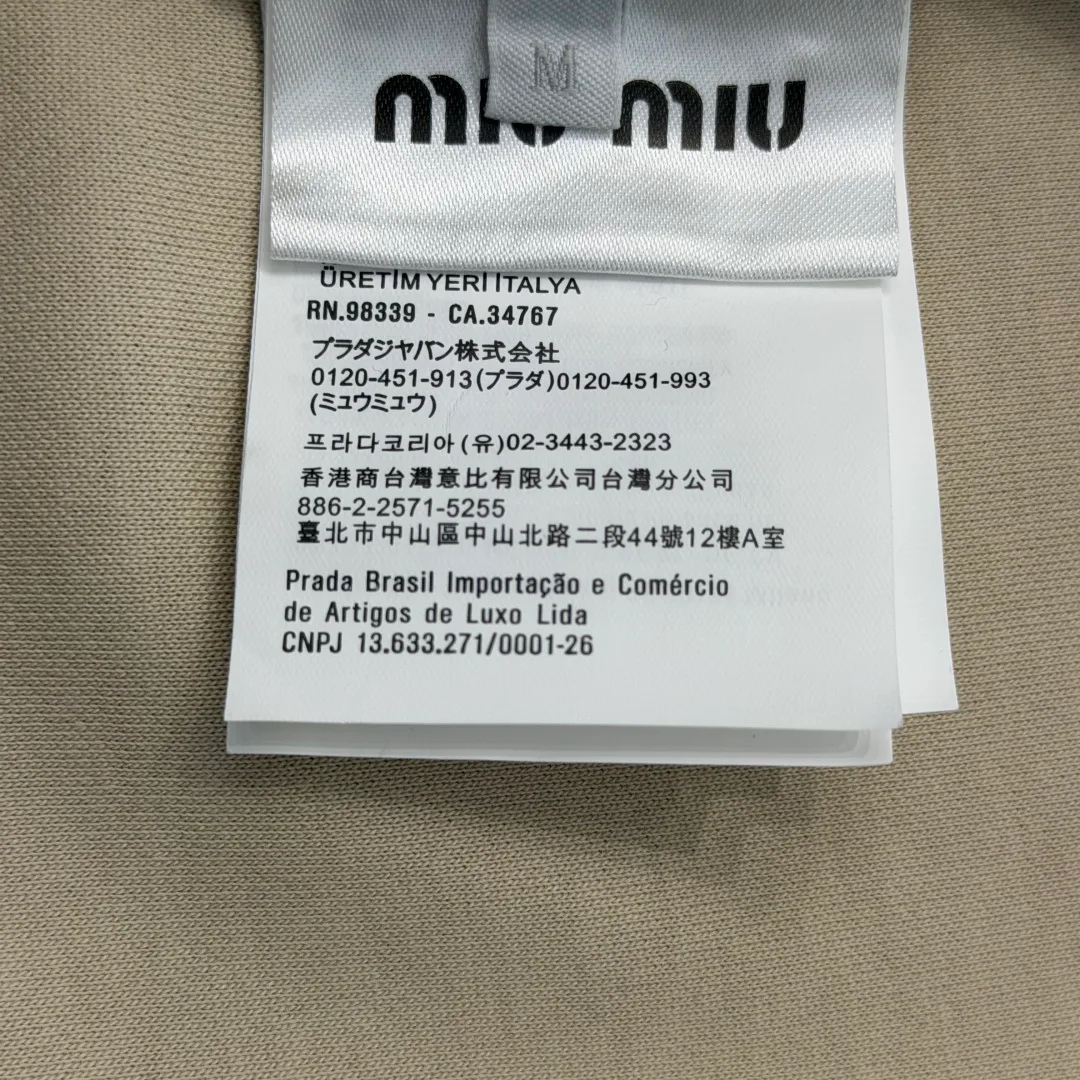 M
miu miu
ÜRETİM YERİ İTALYA
RN.98339 - CA.34767
プラダジヤバン株式会社
0120-451-913(プラダ)0120-451-993
(ミュウミュウ)
프라다코리아(유)02-3443-2323
香港商台灣意比有限公司台灣分公司
886-2-2571-5255
臺北市中山區中山北路二段44號12樓A室
Prada Brasil Importação e Comércio
de Artigos de Luxo Lida
CNPJ 13.633.271/0001-26